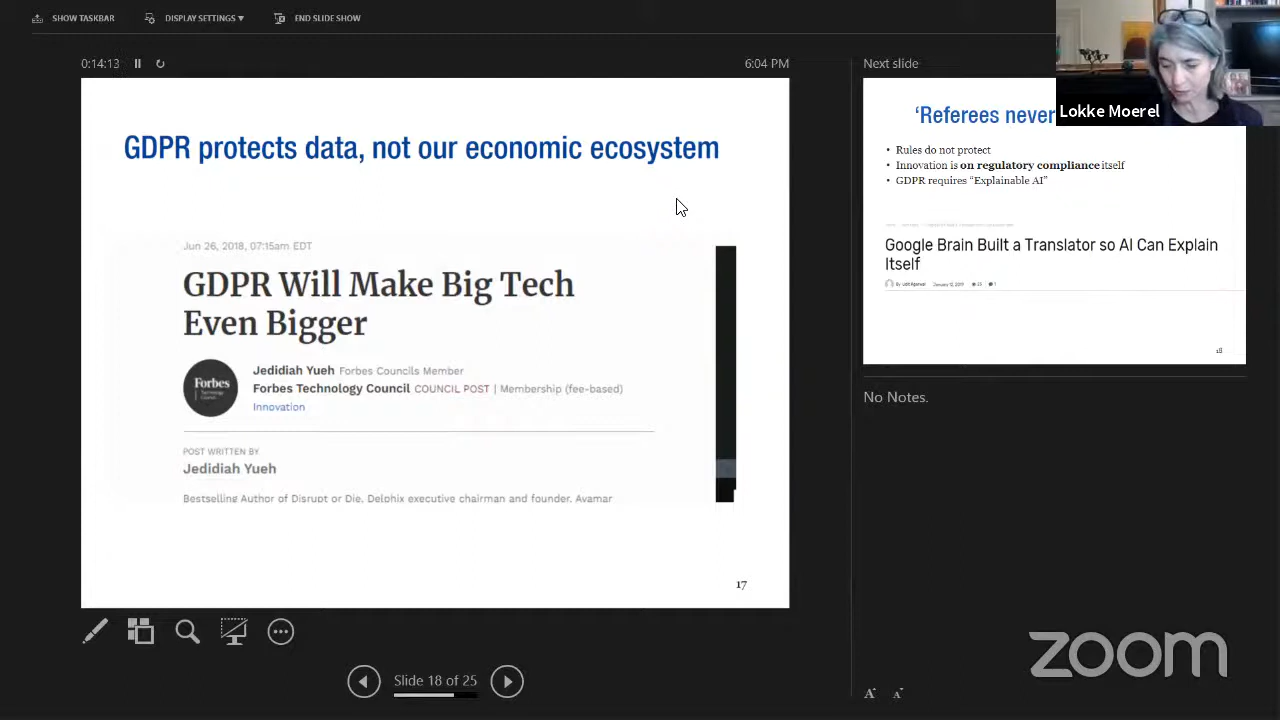 SHOW TASKBAR
DISPLAY SETTINGS ▾
END SLIDE SHOW
0:14:13
6:04 PM
GDPR protects data, not our economic ecosystem
Jun 26, 2018, 07:15am EDT
GDPR Will Make Big Tech
Even Bigger
Forbes
Jedidiah Yueh Forbes Councils Member
Forbes Technology Council COUNCIL POST | Membership (fee-based)
Innovation
POST WRITTEN BY
Jedidiah Yueh
Bestselling Author of Disrupt or Die, Delphix executive chairman and founder, Avamar
17
Slide 18 of 25
Next slide
Lokke Moerel
'Referees never
• Rules do not protect
• Innovation is on regulatory compliance itself
• GDPR requires "Explainable AI"
Google Brain Built a Translator so AI Can Explain
Itself
18
No Notes.
zoom
A A